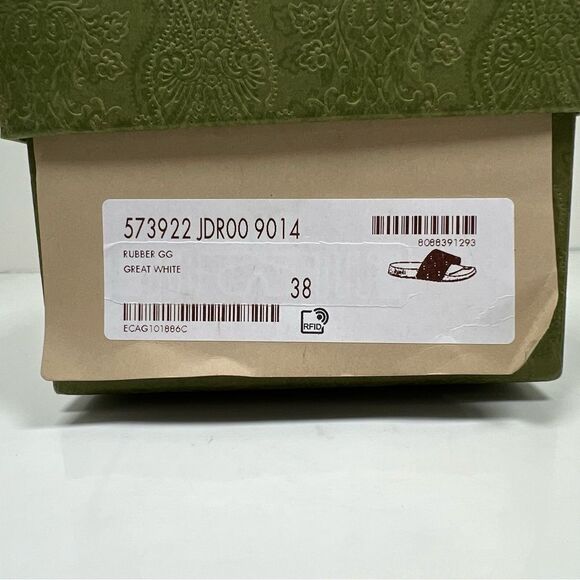 573922 JDR00 9014
8088391293
RUBBER GG
GREAT WHITE
38
ECAG101886C
RFID